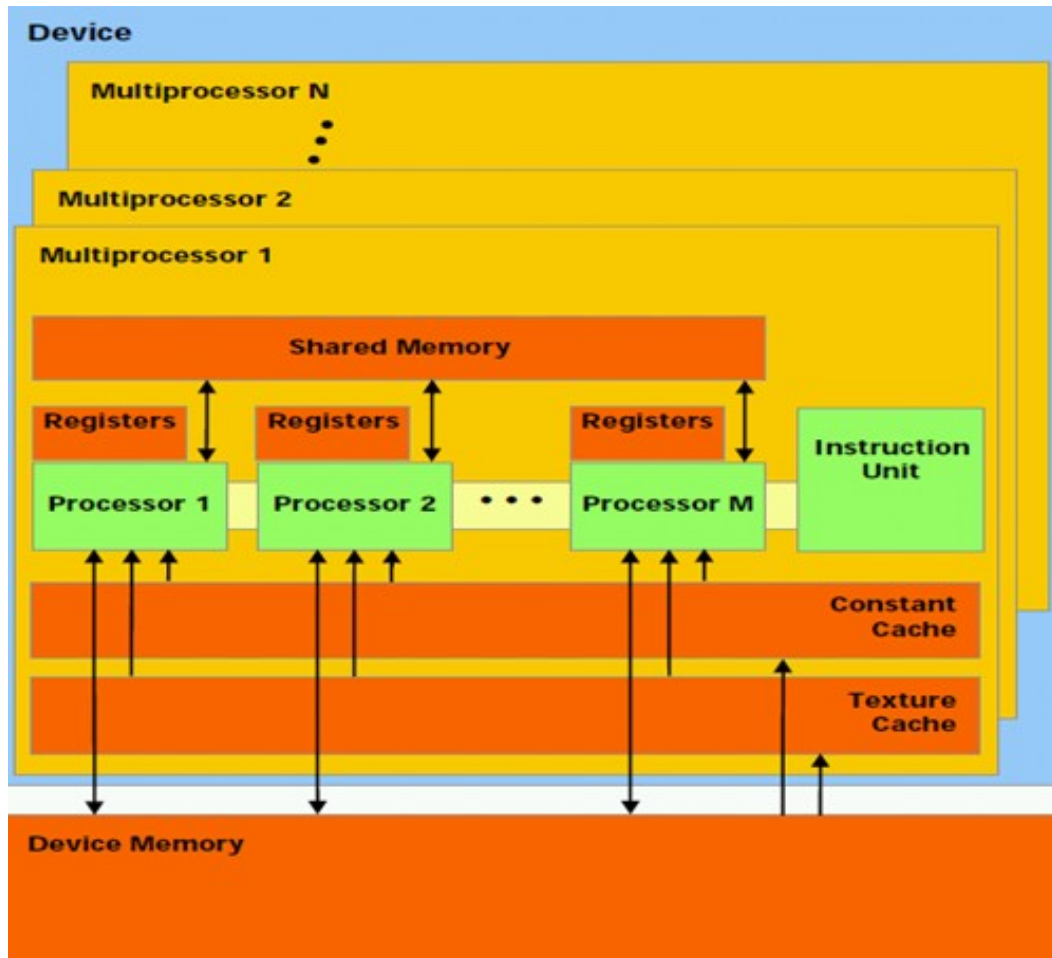 Device
Multiprocessor N
Multiprocessor 2
Multiprocessor 1
Shared Memory
Registers
Registers
Registers
Instruction
Unit
Processor 1
Processor 2
Processor M
Constant
Cache
Texture
Cache
Device Memory